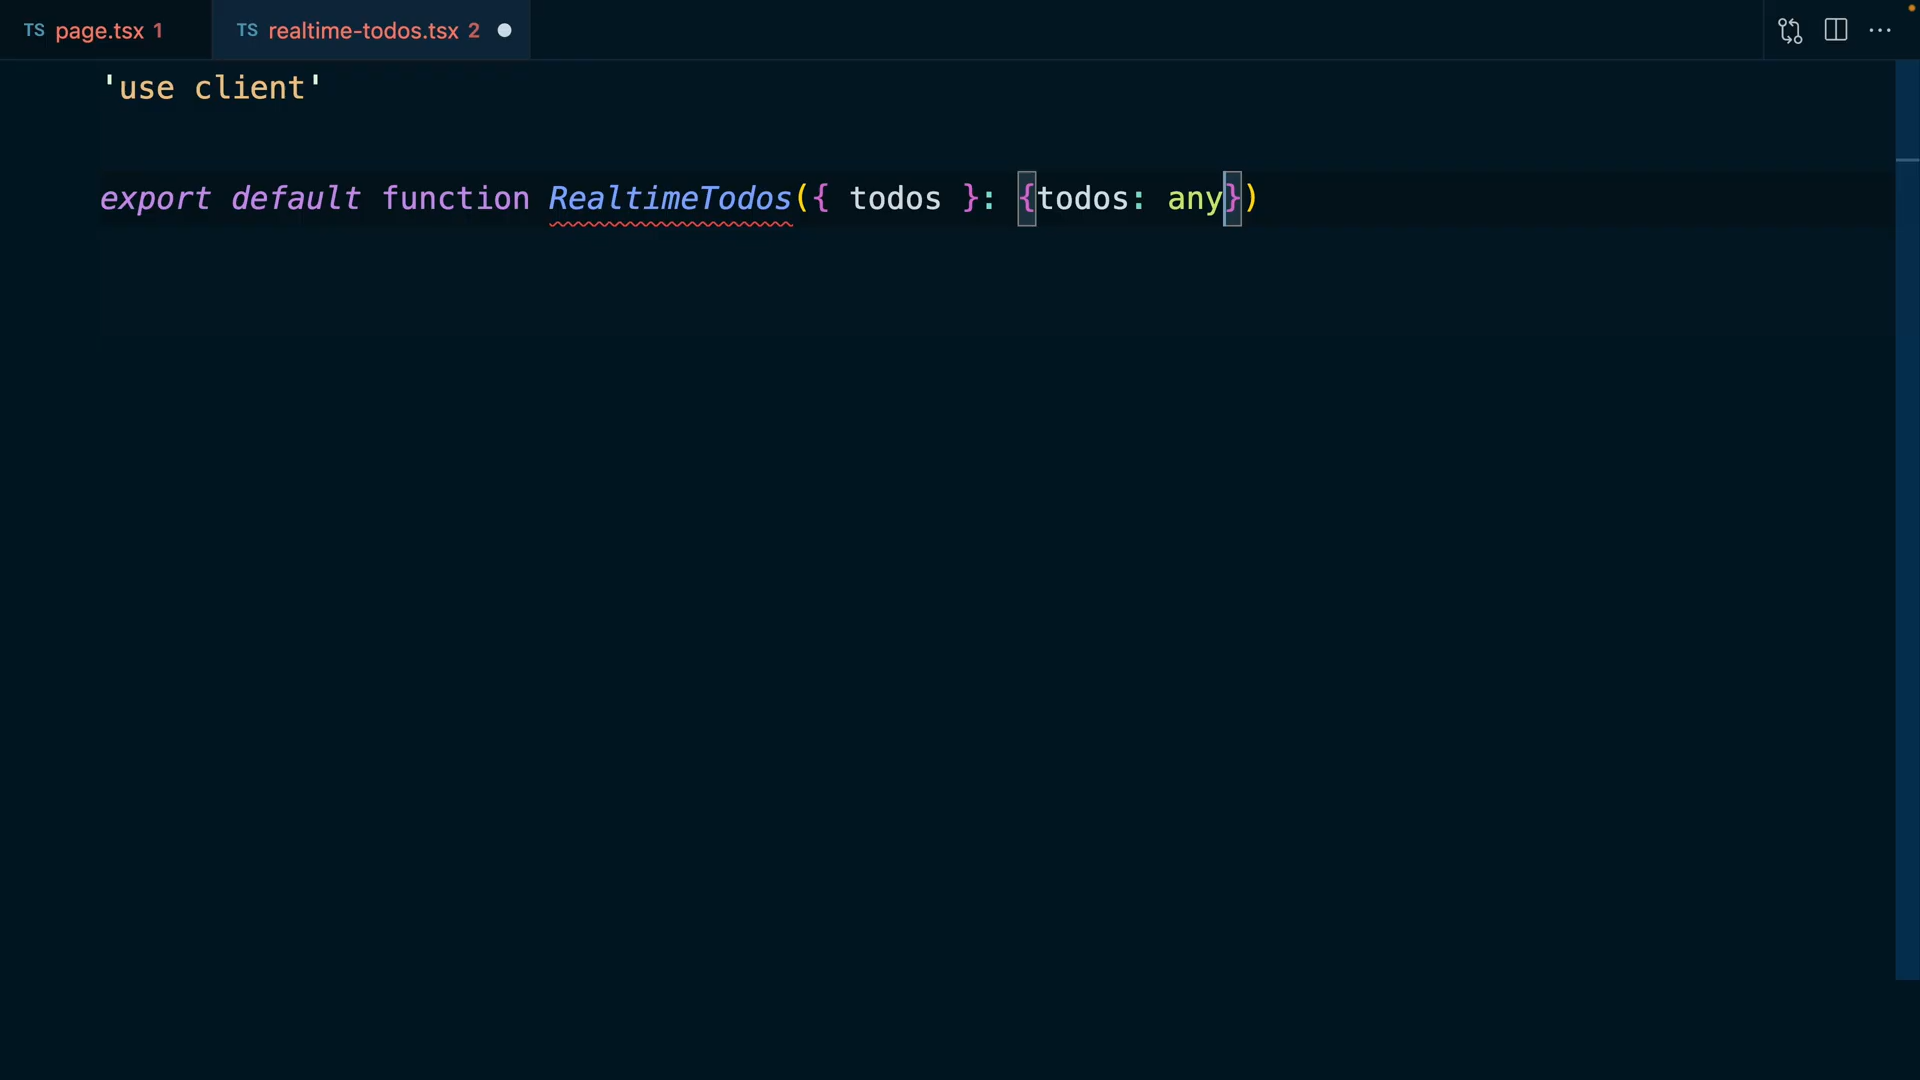 TS page.tsx 1 TS realtime-todos.tsx 2
'use client'
export default function RealtimeTodos({ todos }: {todos: any})